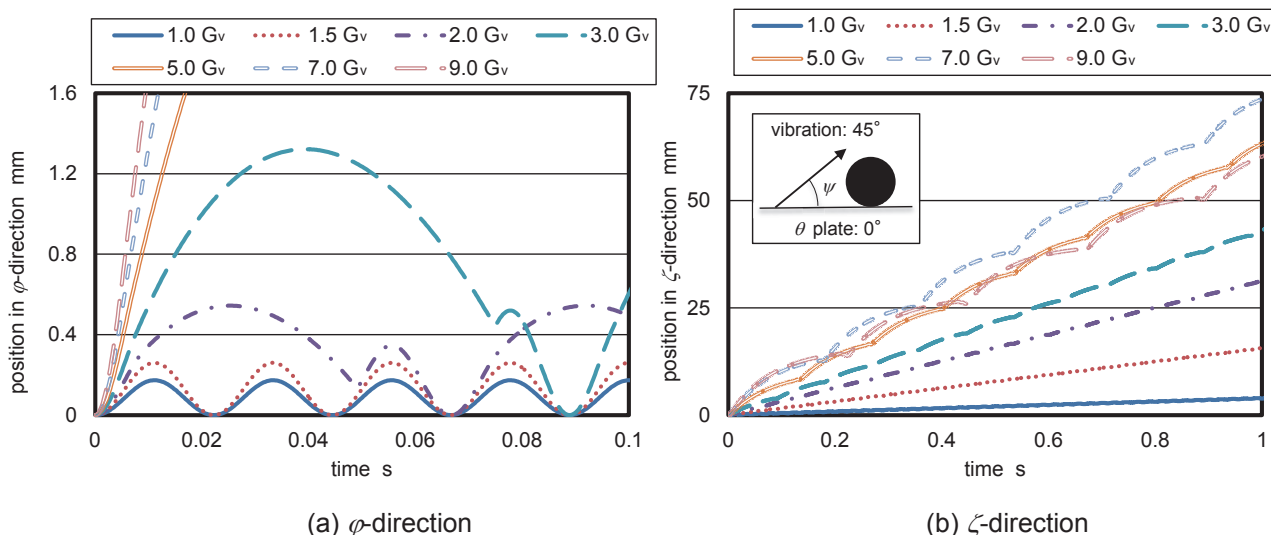 1.0 Gv 1.5 Gv 2.0 Gv 3.0 Gv
5.0 Gv 7.0 Gv 9.0 Gv
1.6
1.2
0.8
0.4
0
position in φ-direction mm
0 0.02 0.04 0.06 0.08 0.1
time s
(a) φ-direction
1.0 Gv 1.5 Gv 2.0 Gv 3.0 Gv
5.0 Gv 7.0 Gv 9.0 Gv
75
50
25
0
position in ζ-direction mm
vibration: 45°
ψ
θ plate: 0°
0 0.2 0.4 0.6 0.8 1
time s
(b) ζ-direction